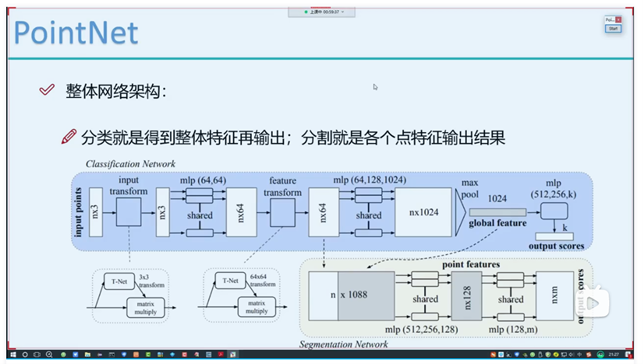 上课中 00:09:27
PointNet
整体网络架构：
分类就是得到整体特征再输出；分割就是各个点特征输出结果
Classification Network
input points
nx3
input transform
nx3
mlp (64,64)
shared
nx64
feature transform
nx64
mlp (64,128,1024)
shared
nx1024
max pool
1024
global feature
mlp (512,256,k)
k
output scores
T-Net
3x3 transform
matrix multiply
T-Net
64x64 transform
matrix multiply
point features
n x 1088
shared
mlp (512,256,128)
nx128
shared
mlp (128,m)
nxm
output scores
Segmentation Network
21:27